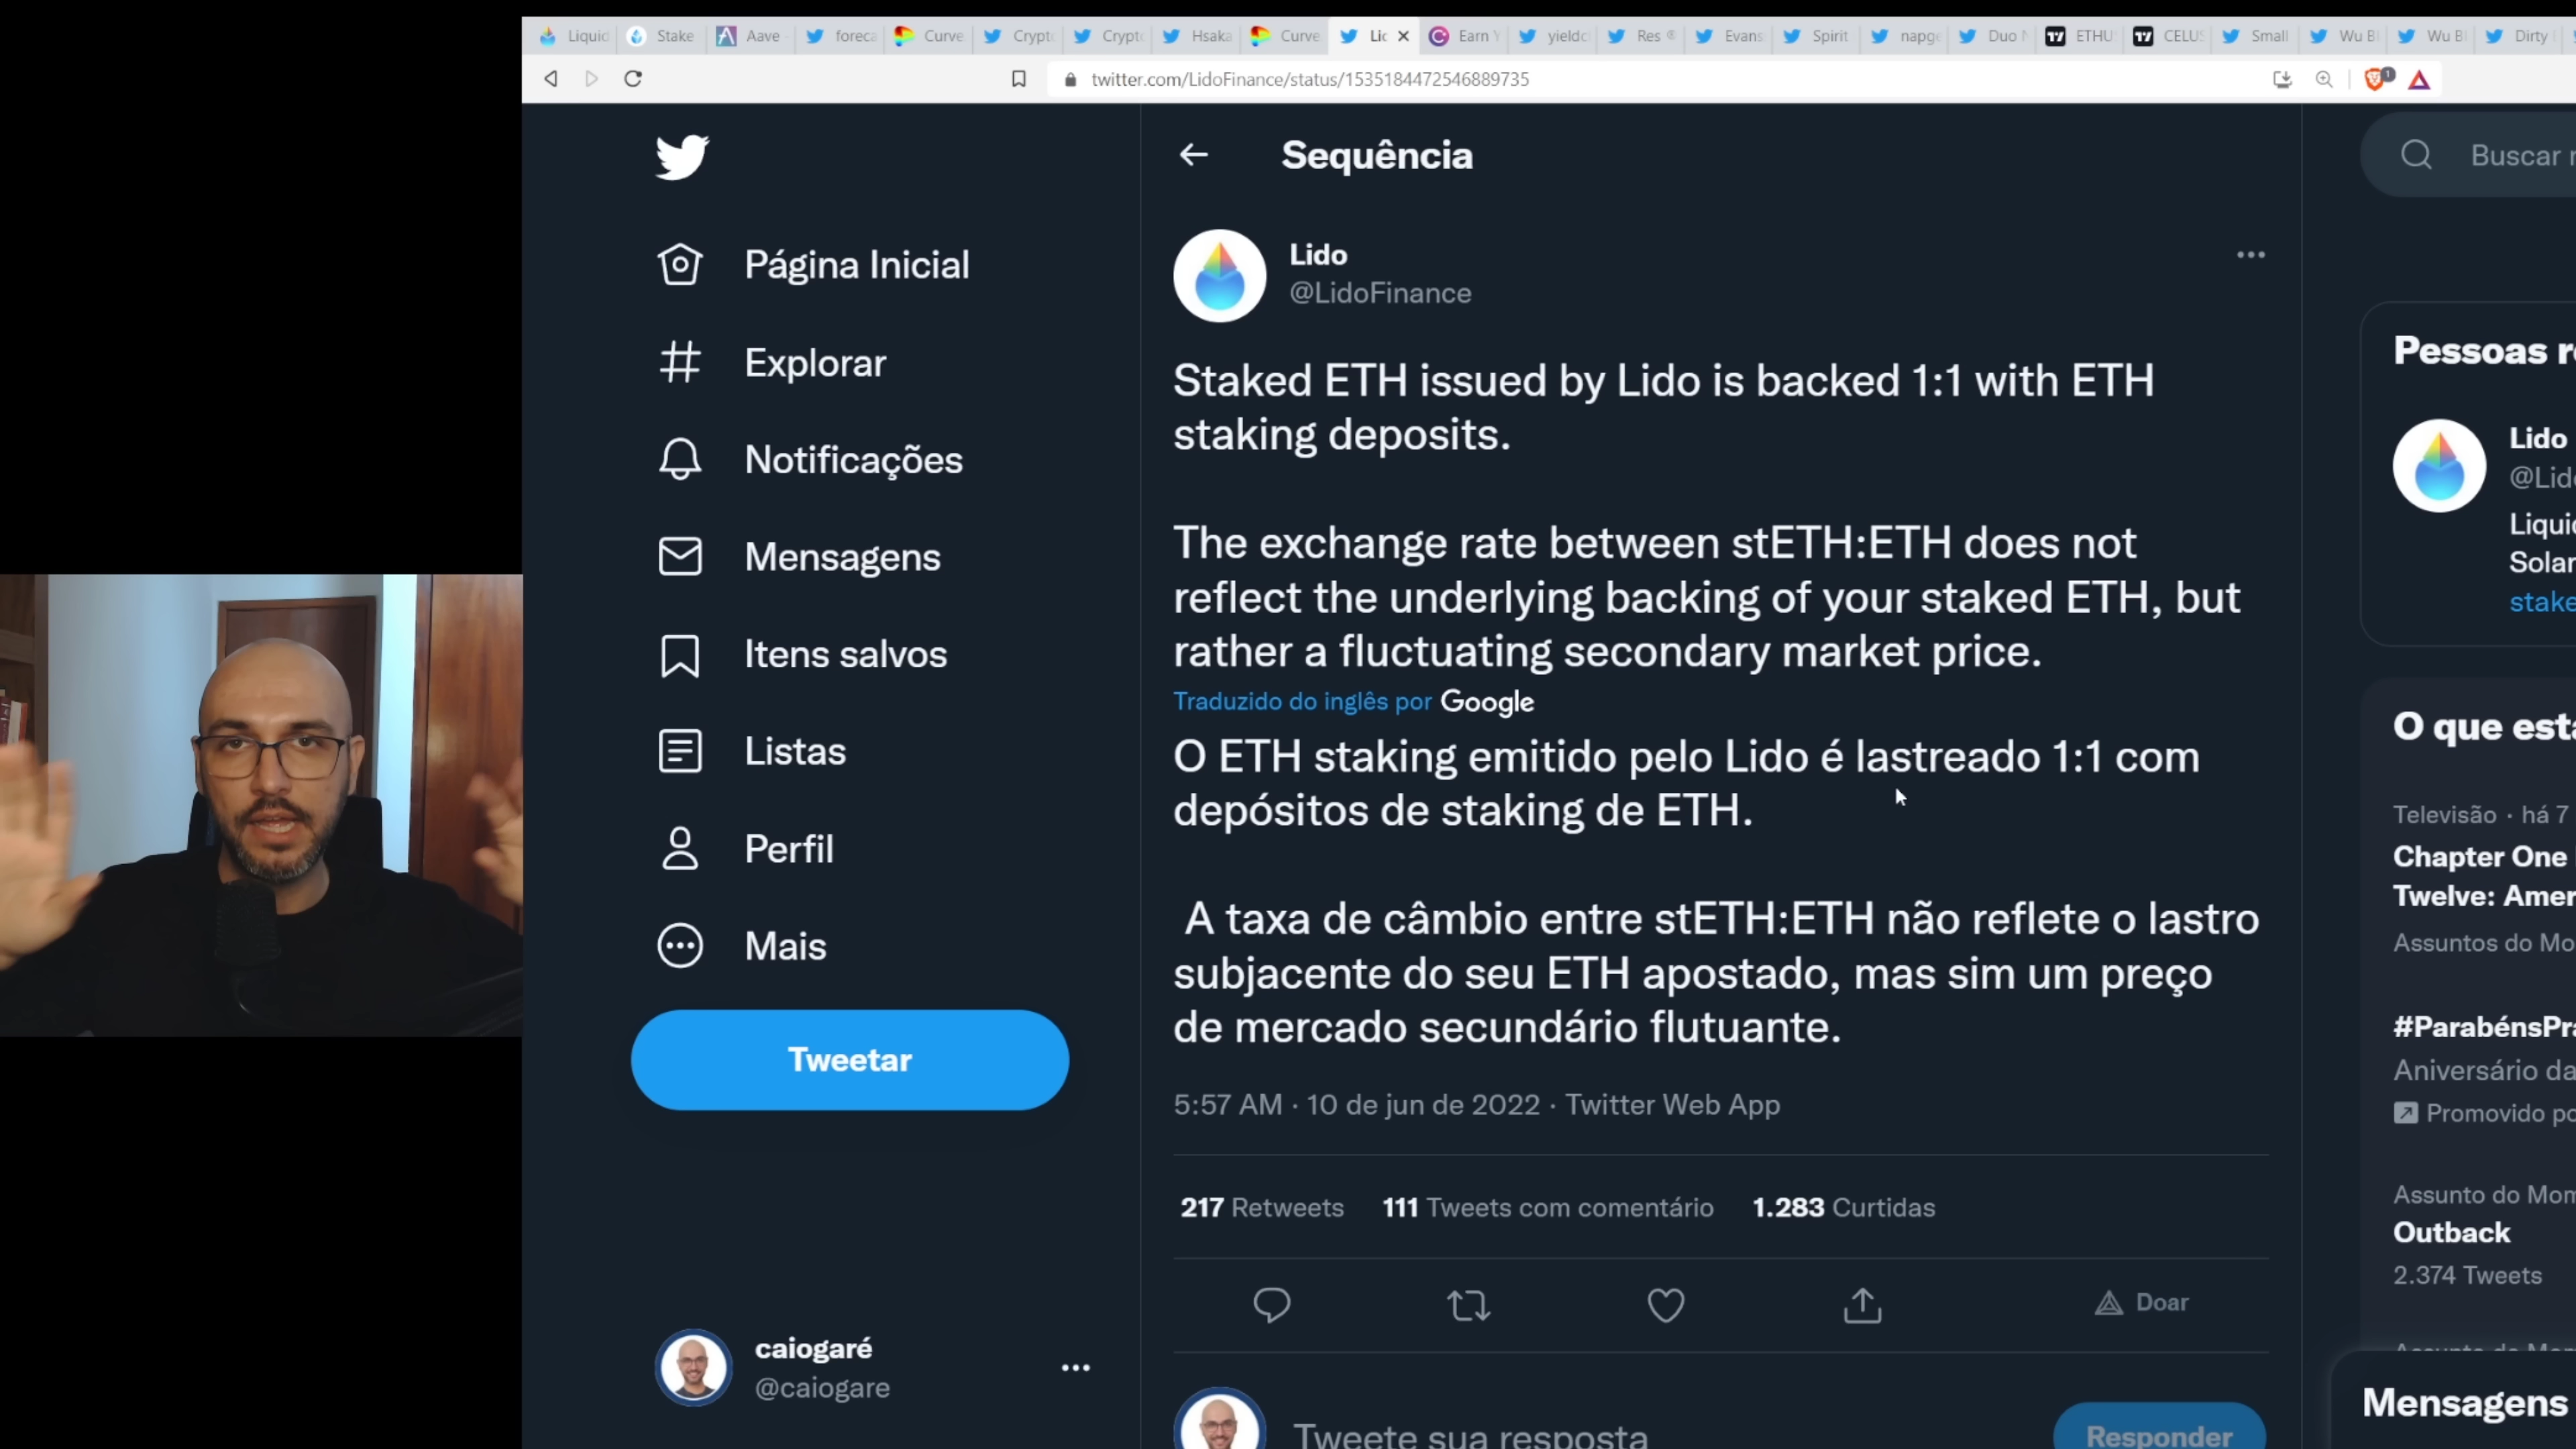 Liquid Stake Aave foreca Curve Crypto Crypto Hsaka Curve Lic Earn Y yieldc Res Evans Spirit napge Duo ETHU CELUS Small Wu Bl Wu Bl Dirty
twitter.com/LidoFinance/status/1535184472546889735
1
Sequência
Buscar
Página Inicial
Explorar
Notificações
Mensagens
Itens salvos
Listas
Perfil
Mais
Tweetar
caiogaré
@caiogare
Lido
@LidoFinance
Staked ETH issued by Lido is backed 1:1 with ETH
staking deposits.
The exchange rate between stETH:ETH does not
reflect the underlying backing of your staked ETH, but
rather a fluctuating secondary market price.
Traduzido do inglês por Google
O ETH staking emitido pelo Lido é lastreado 1:1 com
depósitos de staking de ETH.
A taxa de câmbio entre stETH:ETH não reflete o lastro
subjacente do seu ETH apostado, mas sim um preço
de mercado secundário flutuante.
5:57 AM · 10 de jun de 2022 · Twitter Web App
217 Retweets 111 Tweets com comentário 1.283 Curtidas
Doar
Tweete sua resposta
Responder
Pessoas re
Lido
@Lid
Liquid
Solar
stake
O que esta
Televisão · há 7
Chapter One
Twelve: Amer
Assuntos do Mo
#ParabénsPra
Aniversário da
Promovido po
Assunto do Mom
Outback
2.374 Tweets
Mensagens